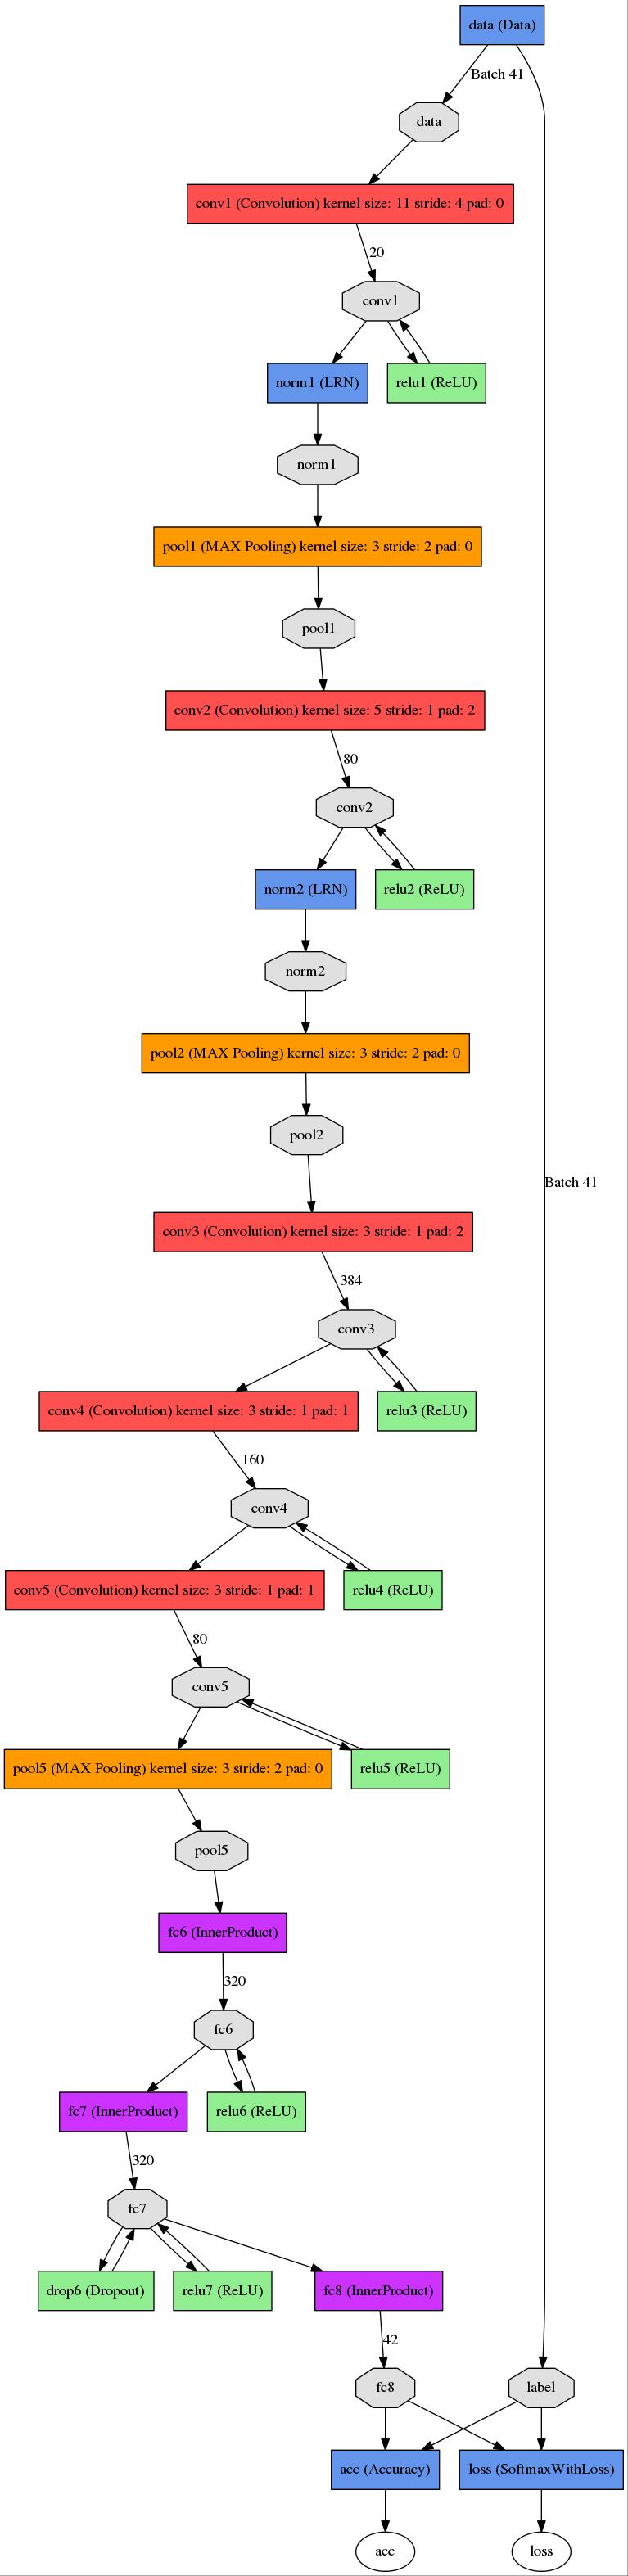 data (Data)
Batch 41
data
conv1 (Convolution) kernel size: 11 stride: 4 pad: 0
20
conv1
norm1 (LRN)
relu1 (ReLU)
norm1
pool1 (MAX Pooling) kernel size: 3 stride: 2 pad: 0
pool1
conv2 (Convolution) kernel size: 5 stride: 1 pad: 2
80
conv2
norm2 (LRN)
relu2 (ReLU)
norm2
pool2 (MAX Pooling) kernel size: 3 stride: 2 pad: 0
pool2
Batch 41
conv3 (Convolution) kernel size: 3 stride: 1 pad: 2
384
conv3
conv4 (Convolution) kernel size: 3 stride: 1 pad: 1
relu3 (ReLU)
160
conv4
conv5 (Convolution) kernel size: 3 stride: 1 pad: 1
relu4 (ReLU)
80
conv5
pool5 (MAX Pooling) kernel size: 3 stride: 2 pad: 0
relu5 (ReLU)
pool5
fc6 (InnerProduct)
320
fc6
fc7 (InnerProduct)
relu6 (ReLU)
320
fc7
drop6 (Dropout)
relu7 (ReLU)
fc8 (InnerProduct)
42
fc8
label
acc (Accuracy)
loss (SoftmaxWithLoss)
acc
loss